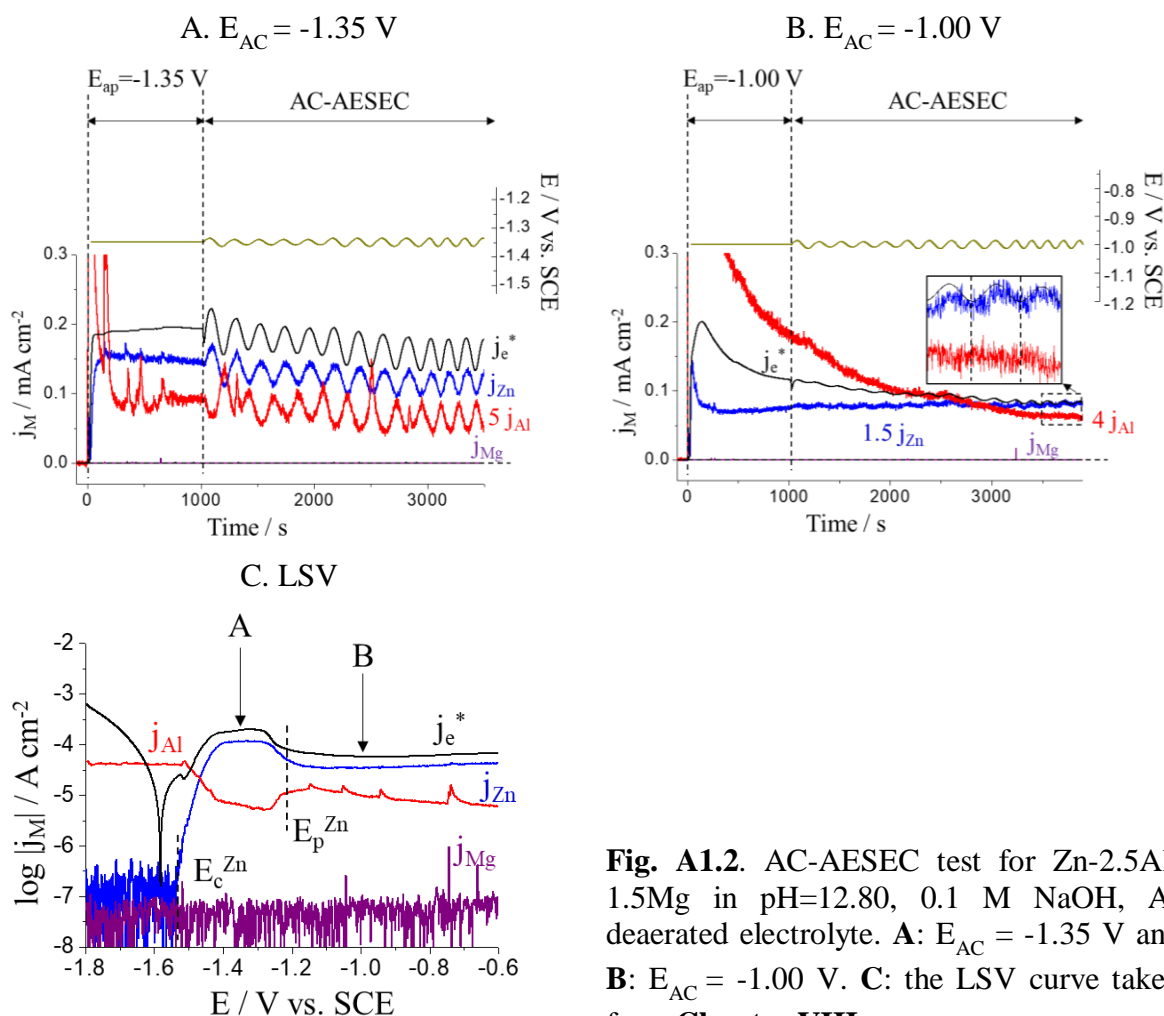 A. E_AC = -1.35 V
E_ap=-1.35 V
AC-AESEC
E / V vs. SCE
-1.2
-1.3
-1.4
-1.5
j_M / mA cm⁻²
0.3
0.2
0.1
0.0
j_e*
j_Zn
5 j_Al
j_Mg
0
1000
2000
3000
Time / s
B. E_AC = -1.00 V
E_ap=-1.00 V
AC-AESEC
E / V vs. SCE
-0.8
-0.9
-1.0
-1.1
-1.2
j_M / mA cm⁻²
0.3
0.2
0.1
0.0
j_e*
1.5 j_Zn
4 j_Al
j_Mg
0
1000
2000
3000
Time / s
C. LSV
A
B
log |j_M| / A cm⁻²
-2
-3
-4
-5
-6
-7
-8
j_Al
j_e*
j_Zn
E_p^Zn
E_c^Zn
j_Mg
-1.8
-1.6
-1.4
-1.2
-1.0
-0.8
-0.6
E / V vs. SCE
Fig. A1.2. AC-AESEC test for Zn-2.5Al
1.5Mg in pH=12.80, 0.1 M NaOH, A
deaerated electrolyte. A: E_AC = -1.35 V an
B: E_AC = -1.00 V. C: the LSV curve take